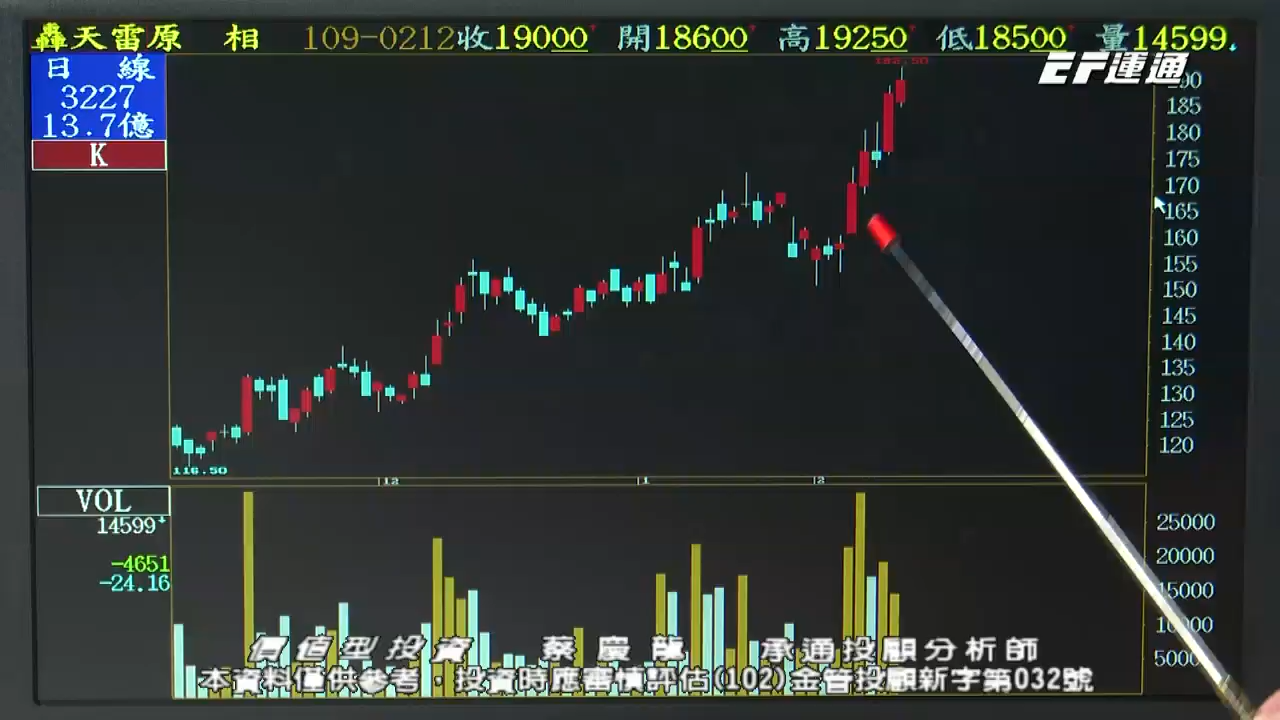 轟天雷原 相 109-0212收19000 開18600 高19250 低18500 量14599
EF運通
日 線
3227
13.7億
K
192.50
190
185
180
175
170
165
160
155
150
145
140
135
130
125
120
116.50
12 1 2
VOL
14599
-4651
-24.16
25000
20000
15000
10000
5000
價值型投資 蔡慶龍 承通投顧分析師
本資料僅供參考，投資時應審慎評估(102)金管投顧新字第032號